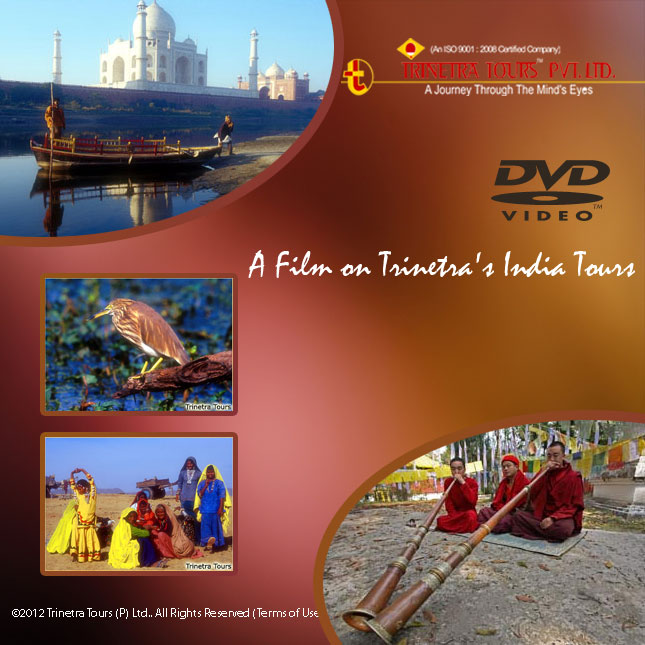 (An ISO 9001 : 2008 Certified Company)
TRINETRA TOURS™ PVT. LTD.
A Journey Through The Mind's Eyes
DVD
VIDEO™
A Film on Trinetra's India Tours
Trinetra Tours
Trinetra Tours
©2012 Trinetra Tours (P) Ltd.. All Rights Reserved (Terms of Use